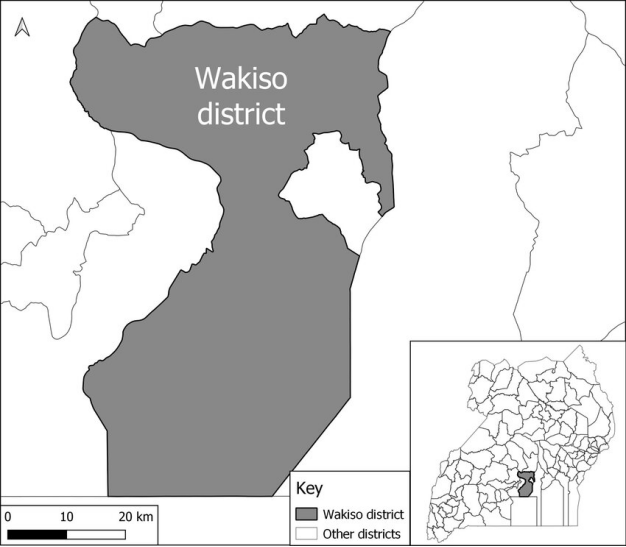 Wakiso
district
Key
Wakiso district
Other districts
0 10 20 km